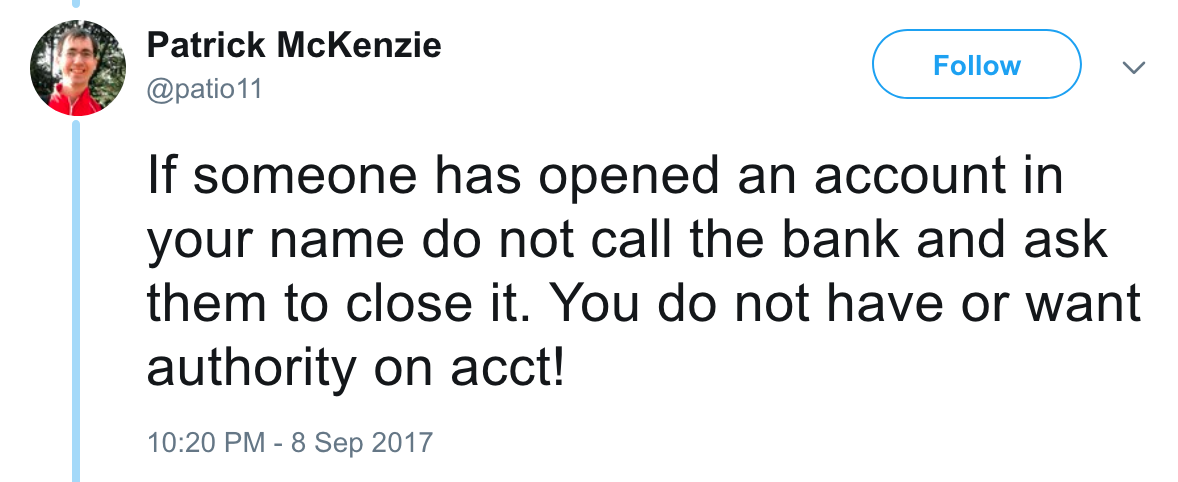 Patrick McKenzie
@patio11
Follow
If someone has opened an account in
your name do not call the bank and ask
them to close it. You do not have or want
authority on acct!
10:20 PM - 8 Sep 2017